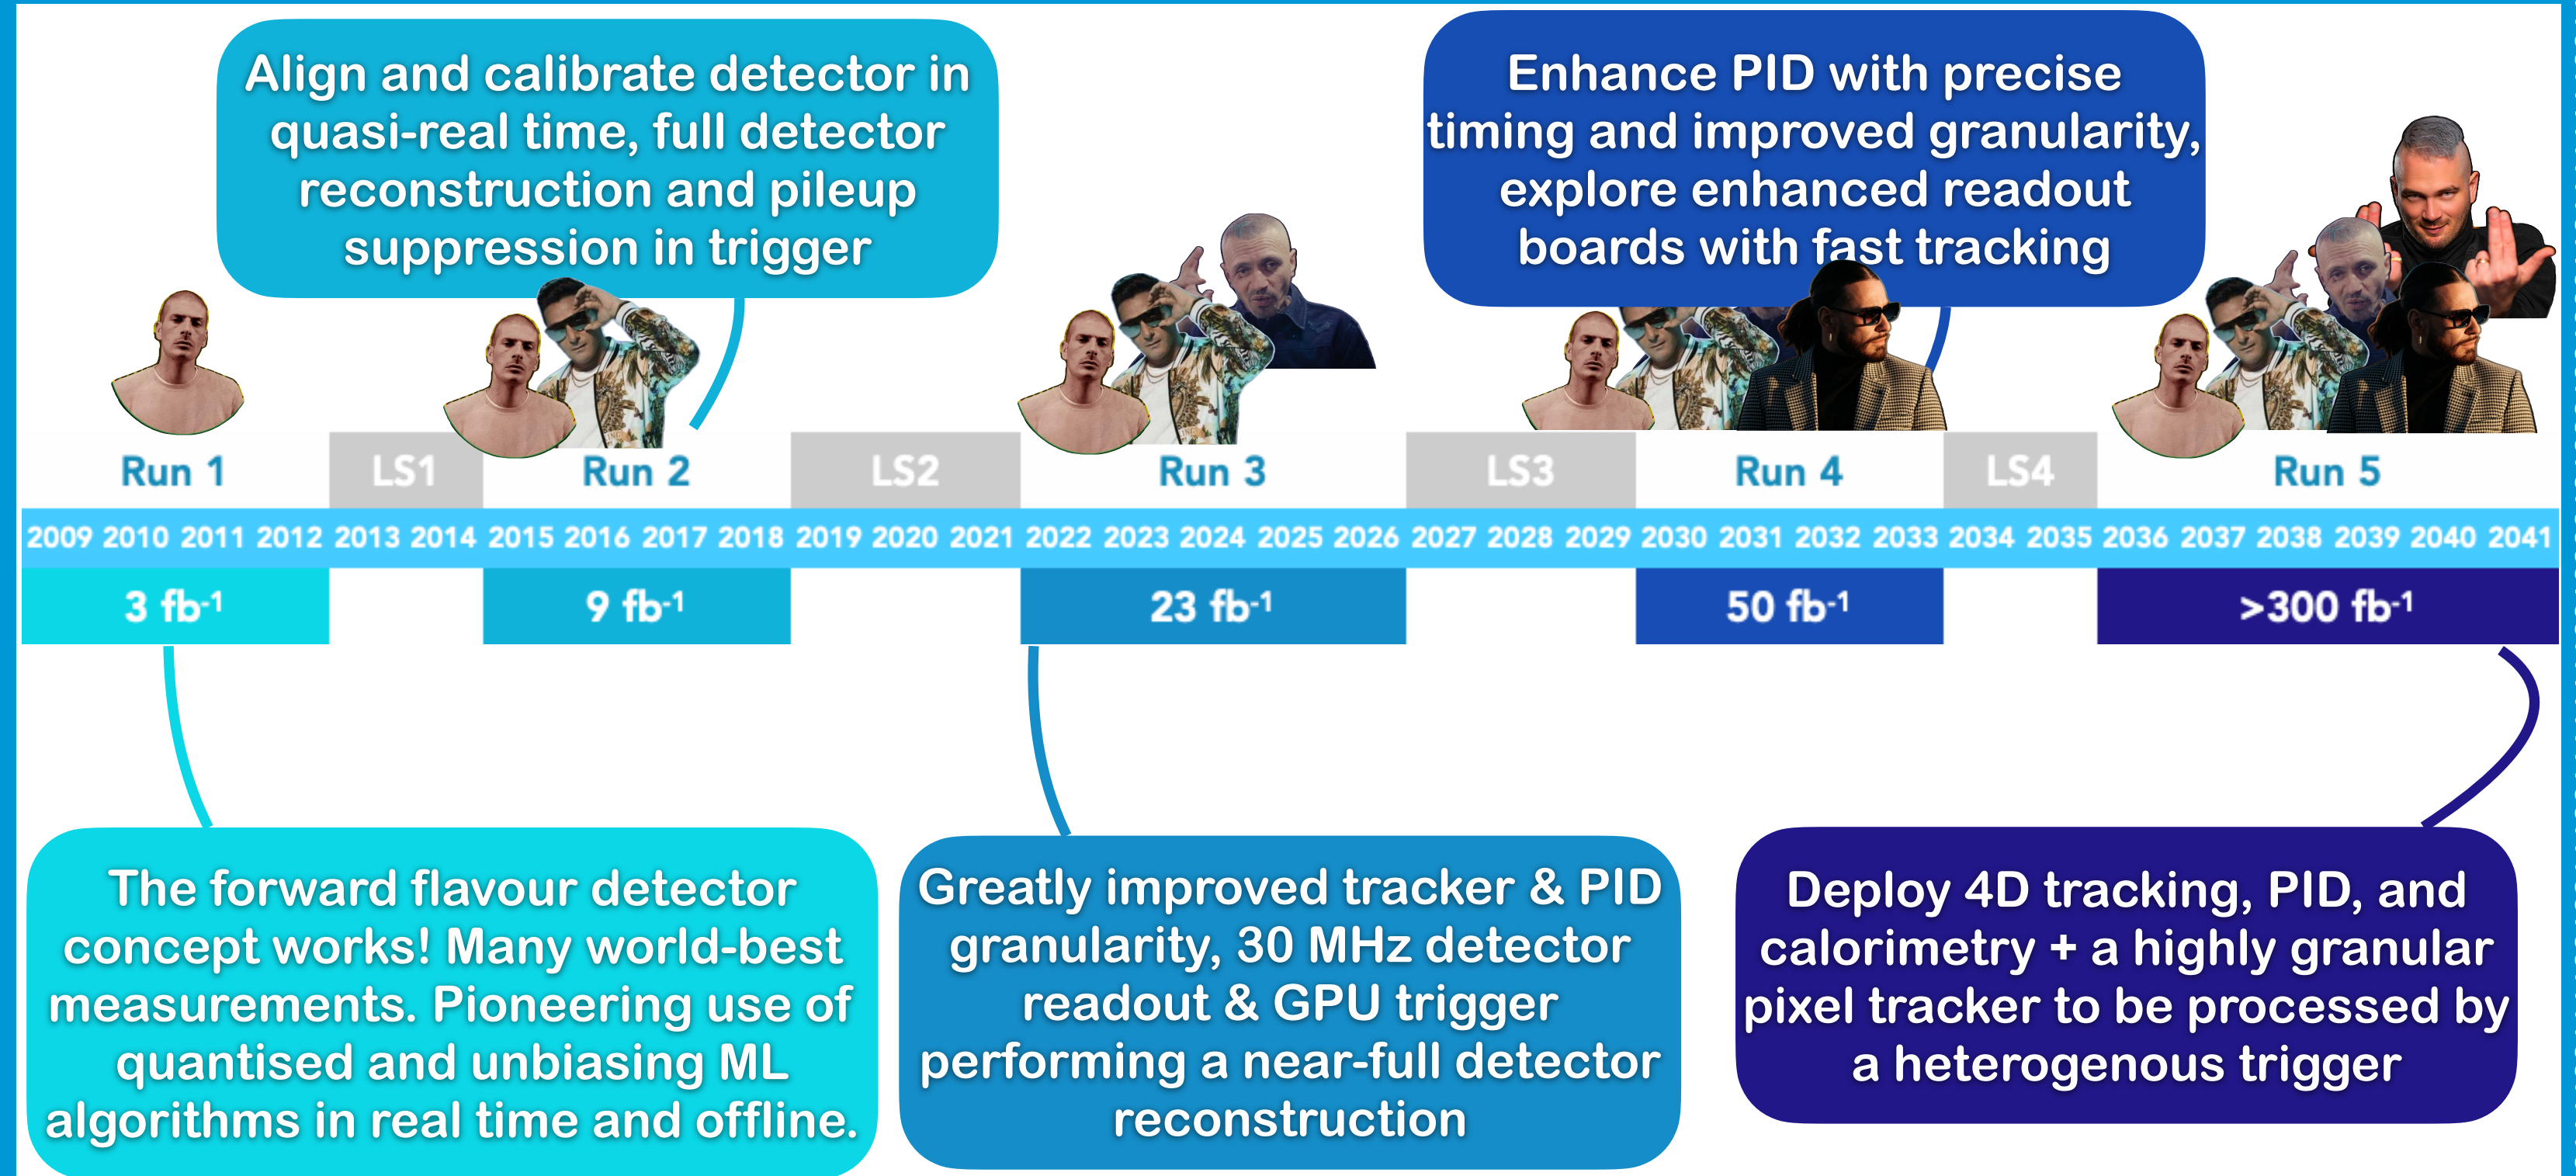 Align and calibrate detector in
quasi-real time, full detector
reconstruction and pileup
suppression in trigger
Enhance PID with precise
timing and improved granularity,
explore enhanced readout
boards with fast tracking
Run 1
LS1
Run 2
LS2
Run 3
LS3
Run 4
LS4
Run 5
2009 2010 2011 2012 2013 2014 2015 2016 2017 2018 2019 2020 2021 2022 2023 2024 2025 2026 2027 2028 2029 2030 2031 2032 2033 2034 2035 2036 2037 2038 2039 2040 2041
3 fb-1
9 fb-1
23 fb-1
50 fb-1
>300 fb-1
The forward flavour detector
concept works! Many world-best
measurements. Pioneering use of
quantised and unbiasing ML
algorithms in real time and offline.
Greatly improved tracker & PID
granularity, 30 MHz detector
readout & GPU trigger
performing a near-full detector
reconstruction
Deploy 4D tracking, PID, and
calorimetry + a highly granular
pixel tracker to be processed by
a heterogenous trigger